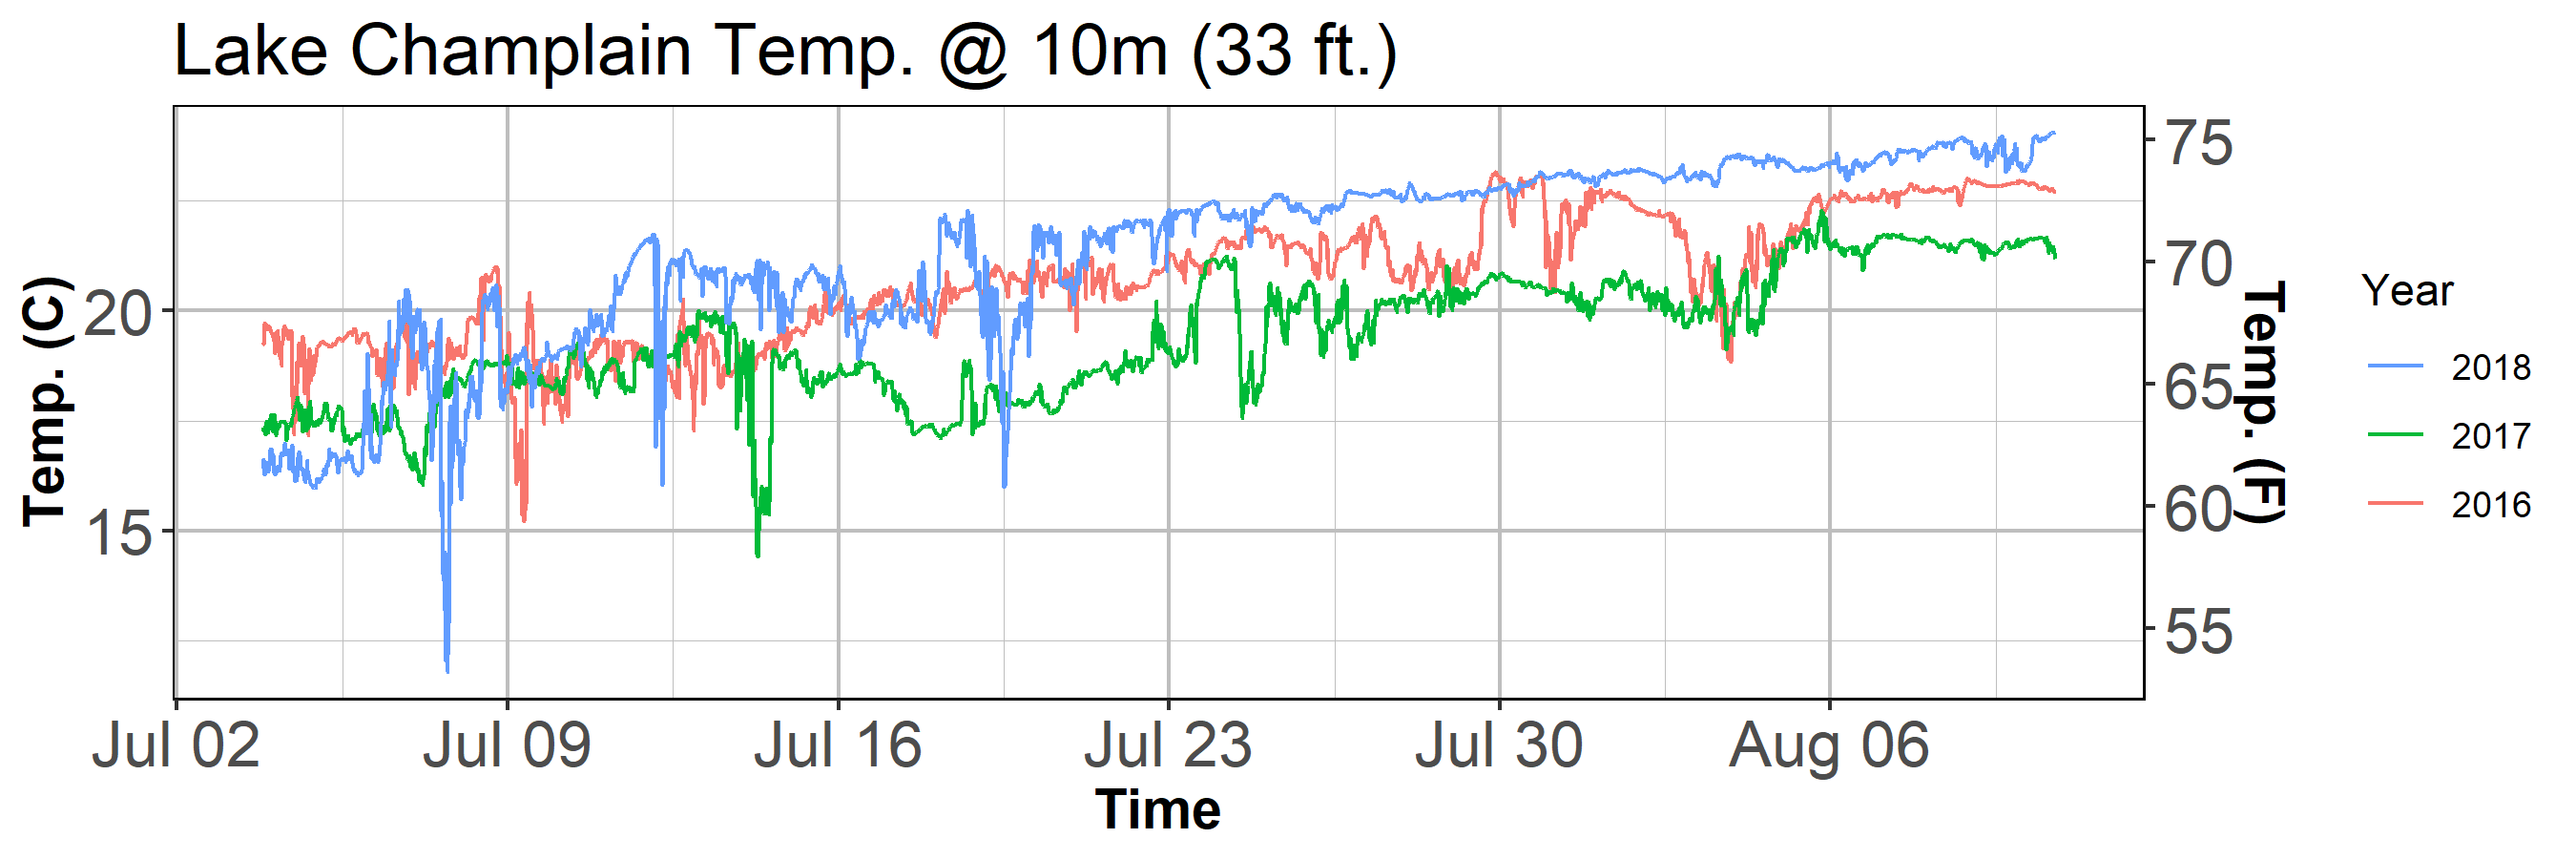 Lake Champlain Temp. @ 10m (33 ft.)
Temp. (C)
20
15
75
70
65
60
55
Temp. (F)
Jul 02
Jul 09
Jul 16
Jul 23
Jul 30
Aug 06
Time
Year
2018
2017
2016